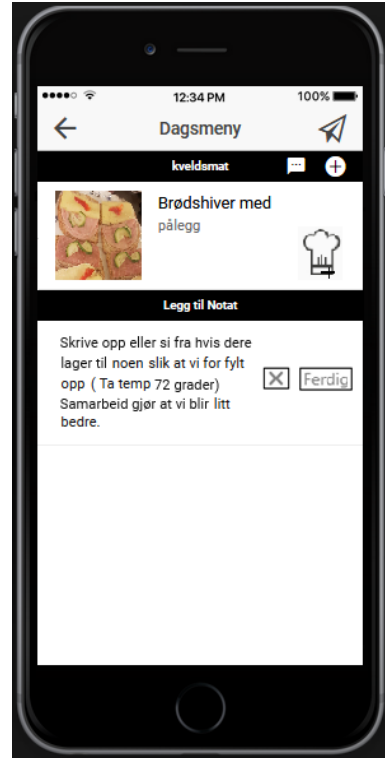 12:34 PM
100%
Dagsmeny
kveldsmat
Brødshiver med
pålegg
Legg til Notat
Skrive opp eller si fra hvis dere
lager til noen slik at vi for fylt
opp ( Ta temp 72 grader)
Samarbeid gjør at vi blir litt
bedre.
Ferdig